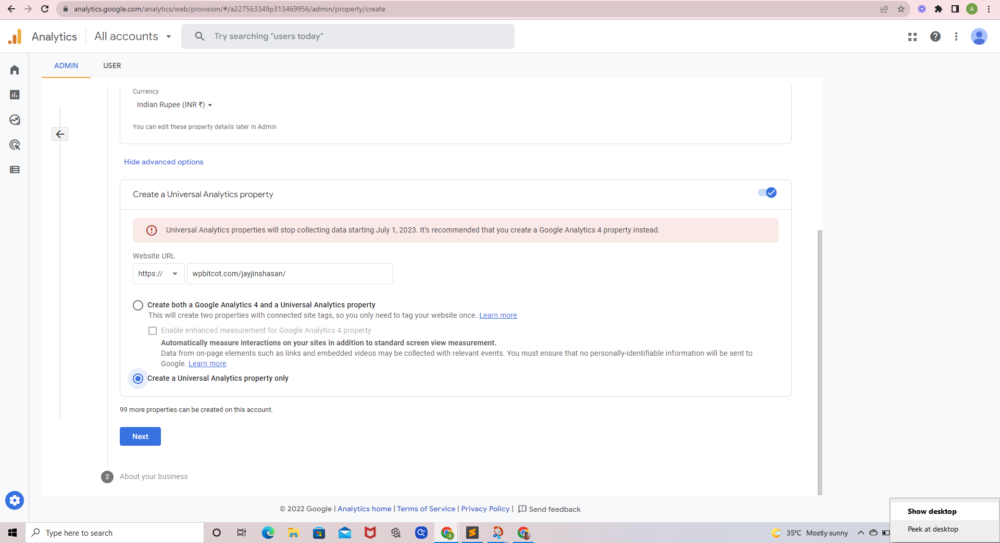 analytics.google.com/analytics/web/provision/#/a227563349p313469956/admin/property/create
A
Analytics
All accounts
Try searching "users today"
ADMIN
USER
Currency
Indian Rupee (INR ₹)
You can edit these property details later in Admin
Hide advanced options
Create a Universal Analytics property
Universal Analytics properties will stop collecting data starting July 1, 2023. It's recommended that you create a Google Analytics 4 property instead.
Website URL
https://
wpbitcot.com/jayjinshasan/
Create both a Google Analytics 4 and a Universal Analytics property
This will create two properties with connected site tags, so you only need to tag your website once. Learn more
Enable enhanced measurement for Google Analytics 4 property
Automatically measure interactions on your sites in addition to standard screen view measurement.
Data from on-page elements such as links and embedded videos may be collected with relevant events. You must ensure that no personally-identifiable information will be sent to
Google. Learn more
Create a Universal Analytics property only
99 more properties can be created on this account.
Next
2
About your business
© 2022 Google | Analytics home | Terms of Service | Privacy Policy | Send feedback
Show desktop
Peek at desktop
Type here to search
A
35°C Mostly sunny